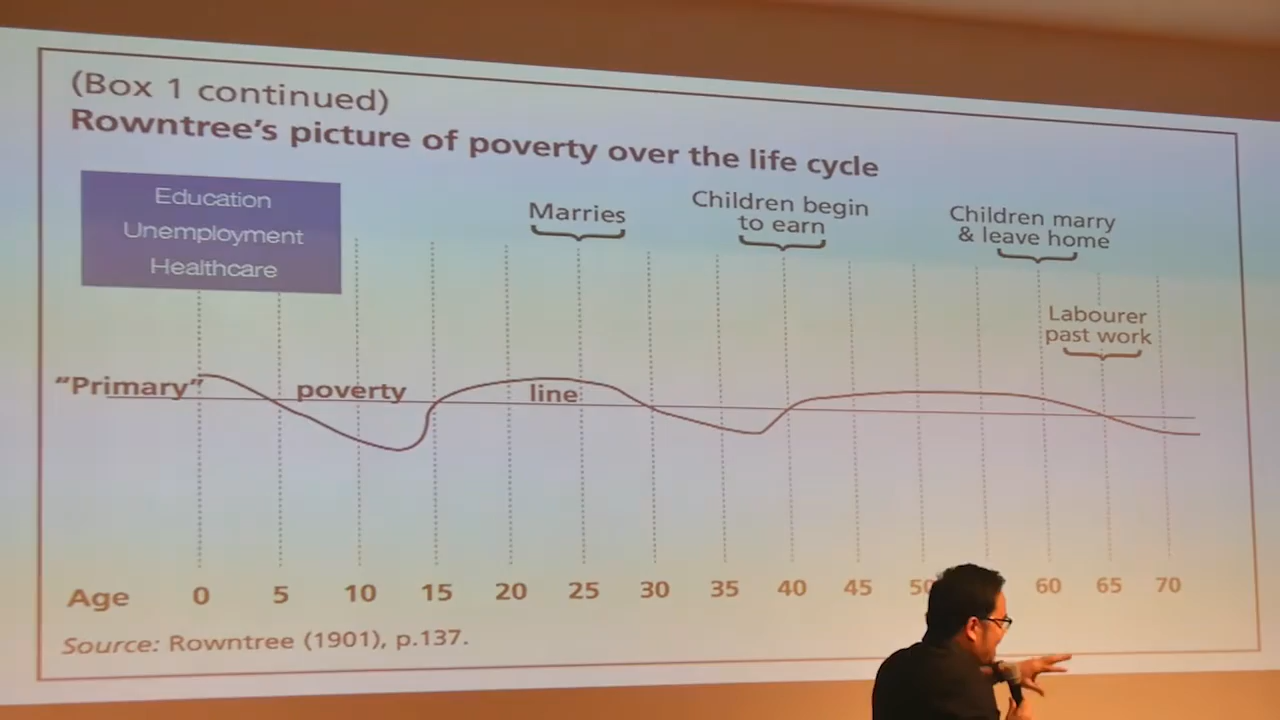 (Box 1 continued)
Rowntree's picture of poverty over the life cycle
Education
Unemployment
Healthcare
Marries
Children begin
to earn
Children marry
& leave home
Labourer
past work
"Primary" poverty line
Age 0 5 10 15 20 25 30 35 40 45 60 65 70
Source: Rowntree (1901), p.137.